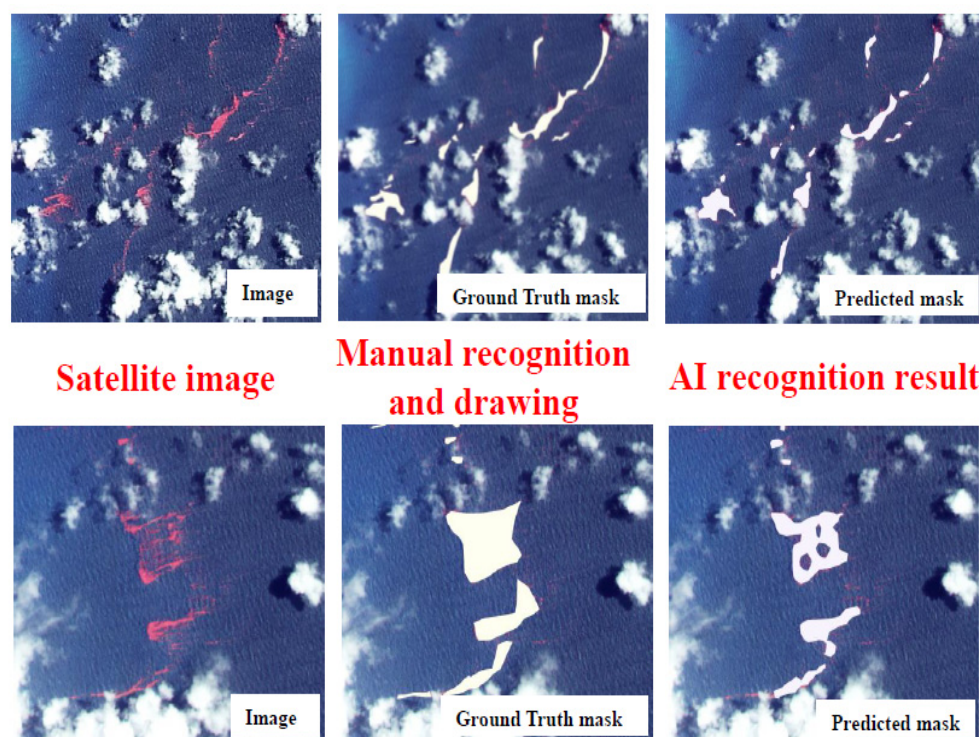 Image
Ground Truth mask
Predicted mask
Satellite image
Manual recognition
and drawing
AI recognition result
Image
Ground Truth mask
Predicted mask